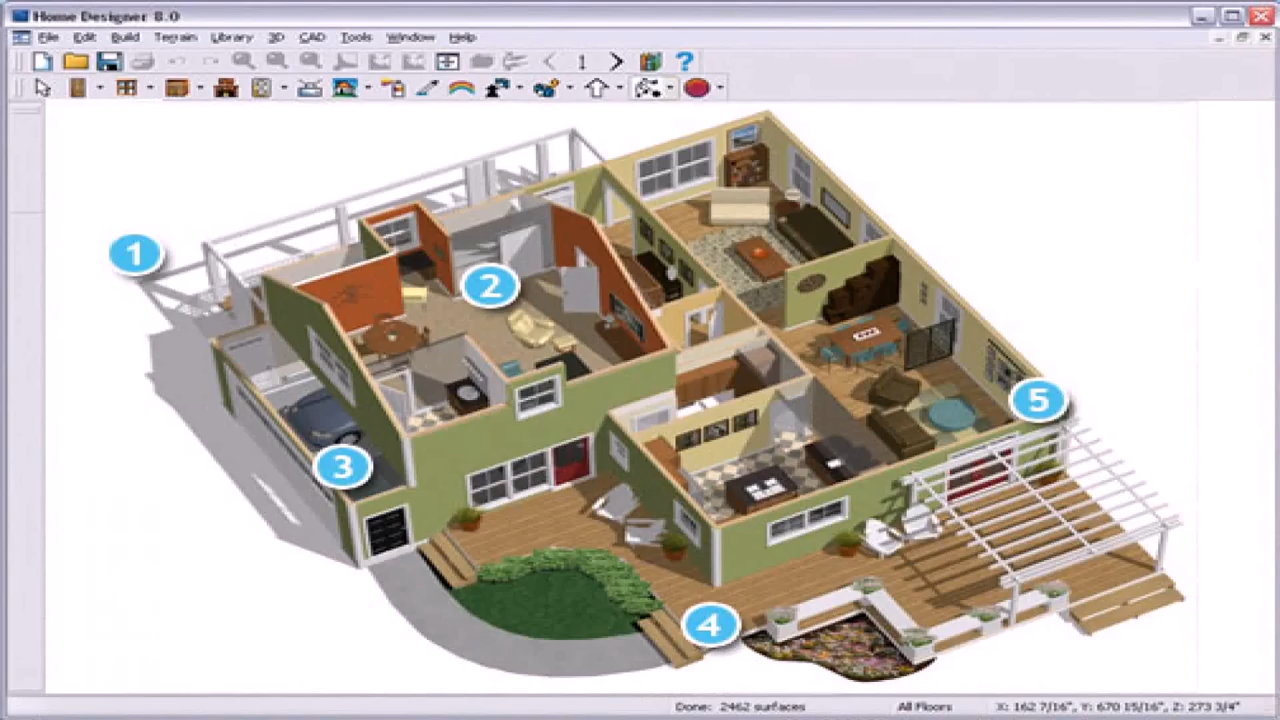 Home Designer 8.0
File Edit Build Terrain Library 3D CAD Tools Window Help
1
1
2
3
4
5
Done: 2462 surfaces All Floors X: 162 7/16", Y: 670 15/16", Z: 273 3/4"